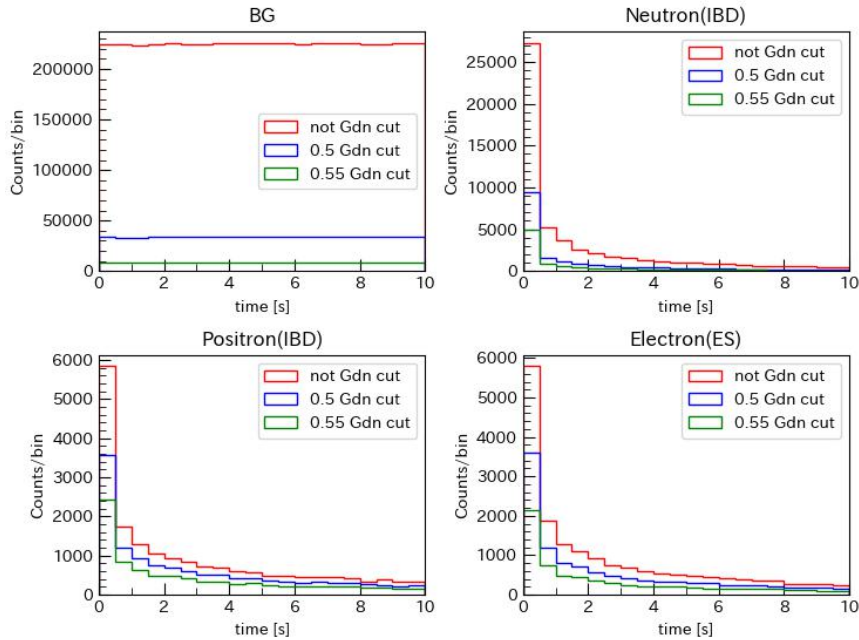 BG
Counts/bin
200000
150000
100000
50000
0
not Gdn cut
0.5 Gdn cut
0.55 Gdn cut
0 2 4 6 8 10
time [s]
Neutron(IBD)
Counts/bin
25000
20000
15000
10000
5000
0
not Gdn cut
0.5 Gdn cut
0.55 Gdn cut
0 2 4 6 8 10
time [s]
Positron(IBD)
Counts/bin
6000
5000
4000
3000
2000
1000
0
not Gdn cut
0.5 Gdn cut
0.55 Gdn cut
0 2 4 6 8 10
time [s]
Electron(ES)
Counts/bin
6000
5000
4000
3000
2000
1000
0
not Gdn cut
0.5 Gdn cut
0.55 Gdn cut
0 2 4 6 8 10
time [s]